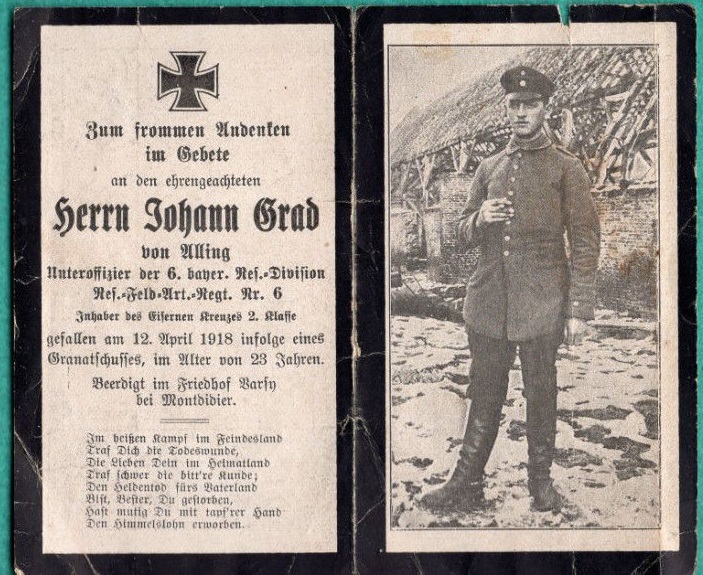 Zum frommen Andenken
im Gebete
an den ehrengeachteten
Herrn Johann Grad
von Alling
Unteroffizier der 6. bayer. Res.-Division
Res.-Feld-Art.-Regt. Nr. 6
Inhaber des Eisernen Kreuzes 2. Klasse
gefallen am 12. April 1918 infolge eines
Granatschusses, im Alter von 23 Jahren.
Beerdigt im Friedhof Varsy
bei Montdidier.
Im heißen Kampf im Feindesland
Traf Dich die Todeswunde,
Die Lieben Dein im Heimatland
Traf schwer die bitt're Kunde;
Den Heldentod fürs Vaterland
Bist, Bester, Du gestorben,
Hast mutig Du mit tapf'rer Hand
Den Himmelslohn erworben.